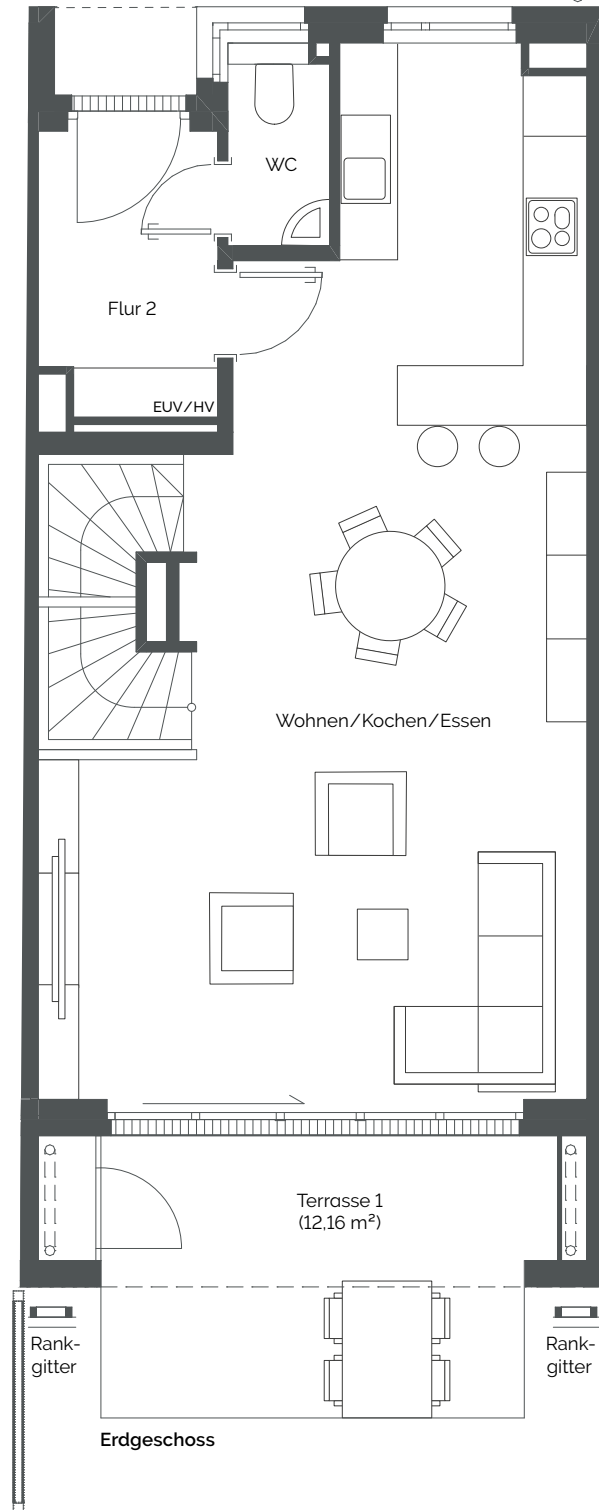 WC
Flur 2
EUV/HV
Wohnen/Kochen/Essen
Terrasse 1
(12,16 m²)
Rank-
gitter
Rank-
gitter
Erdgeschoss